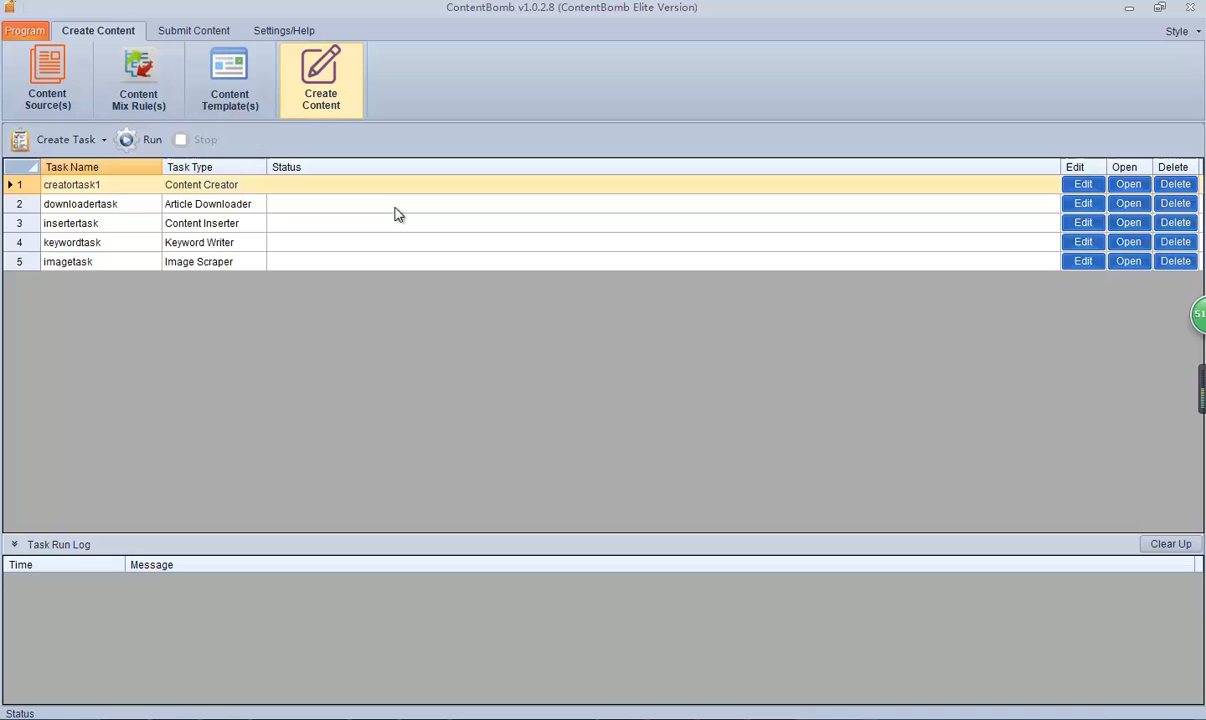 ContentBomb v1.0.2.8 (ContentBomb Elite Version)
Program Create Content Submit Content Settings/Help Style
Content Source(s)
Content Mix Rule(s)
Content Template(s)
Create Content
Create Task Run Stop
Task Name Task Type Status Edit Open Delete
1 creatortask1 Content Creator Edit Open Delete
2 downloadertask Article Downloader Edit Open Delete
3 insertertask Content Inserter Edit Open Delete
4 keywordtask Keyword Writer Edit Open Delete
5 imagetask Image Scraper Edit Open Delete
51
Task Run Log Clear Up
Time Message
Status